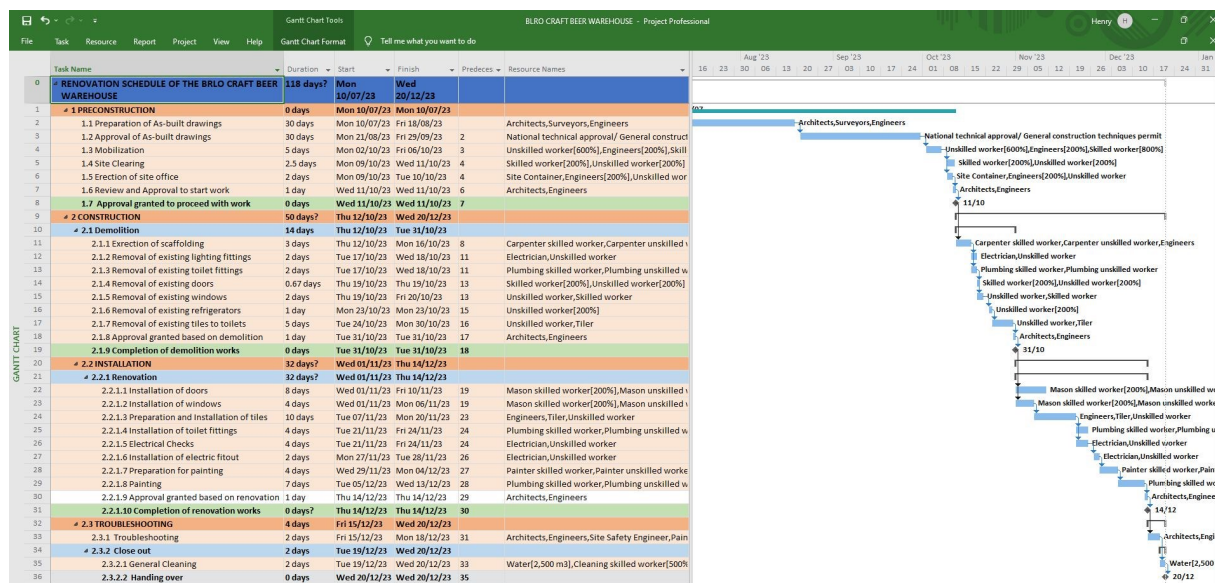 Gantt Chart Tools
BLRO CRAFT BEER WAREHOUSE - Project Professional
Henry H
File Task Resource Report Project View Help Gantt Chart Format Tell me what you want to do
Task Name Duration Start Finish Predeces Resource Names
Aug '23 Sep '23 Oct '23 Nov '23 Dec '23 Jan
16 23 30 06 13 20 27 03 10 17 24 01 08 15 22 29 05 12 19 26 03 10 17 24 31
0 RENOVATION SCHEDULE OF THE BRLO CRAFT BEER WAREHOUSE 118 days? Mon 10/07/23 Wed 20/12/23
1 1 PRECONSTRUCTION 0 days Mon 10/07/23 Mon 10/07/23
2 1.1 Preparation of As-built drawings 30 days Mon 10/07/23 Fri 18/08/23 Architects,Surveyors,Engineers Architects,Surveyors,Engineers
3 1.2 Approval of As-built drawings 30 days Mon 21/08/23 Fri 29/09/23 2 National technical approval/ General construct National technical approval/ General construction techniques permit
4 1.3 Mobilization 5 days Mon 02/10/23 Fri 06/10/23 3 Unskilled worker[600%],Engineers[200%],Skill Unskilled worker[600%],Engineers[200%],Skilled worker[800%]
5 1.4 Site Clearing 2.5 days Mon 09/10/23 Wed 11/10/23 4 Skilled worker[200%],Unskilled worker[200%] Skilled worker[200%],Unskilled worker[200%]
6 1.5 Erection of site office 2 days Mon 09/10/23 Tue 10/10/23 4 Site Container,Engineers[200%],Unskilled wor Site Container,Engineers[200%],Unskilled worker
7 1.6 Review and Approval to start work 1 day Wed 11/10/23 Wed 11/10/23 6 Architects,Engineers Architects,Engineers
8 1.7 Approval granted to proceed with work 0 days Wed 11/10/23 Wed 11/10/23 7 11/10
9 2 CONSTRUCTION 50 days? Thu 12/10/23 Wed 20/12/23
10 2.1 Demolition 14 days Thu 12/10/23 Tue 31/10/23
11 2.1.1 Exrection of scaffolding 3 days Thu 12/10/23 Mon 16/10/23 8 Carpenter skilled worker,Carpenter unskilled Carpenter skilled worker,Carpenter unskilled worker,Engineers
12 2.1.2 Removal of existing lighting fittings 2 days Tue 17/10/23 Wed 18/10/23 11 Electrician,Unskilled worker Electrician,Unskilled worker
13 2.1.3 Removal of existing toilet fittings 2 days Tue 17/10/23 Wed 18/10/23 11 Plumbing skilled worker,Plumbing unskilled w Plumbing skilled worker,Plumbing unskilled worker
14 2.1.4 Removal of existing doors 0.67 days Thu 19/10/23 Thu 19/10/23 13 Skilled worker[200%],Unskilled worker[200%] Skilled worker[200%],Unskilled worker[200%]
15 2.1.5 Removal of existing windows 2 days Thu 19/10/23 Fri 20/10/23 13 Unskilled worker,Skilled worker Unskilled worker,Skilled worker
16 2.1.6 Removal of existing refrigerators 1 day Mon 23/10/23 Mon 23/10/23 15 Unskilled worker[200%] Unskilled worker[200%]
17 2.1.7 Removal of existing tiles to toilets 5 days Tue 24/10/23 Mon 30/10/23 16 Unskilled worker,Tiler Unskilled worker,Tiler
18 2.1.8 Approval granted based on demolition 1 day Tue 31/10/23 Tue 31/10/23 17 Architects,Engineers Architects,Engineers
19 2.1.9 Completion of demolition works 0 days Tue 31/10/23 Tue 31/10/23 18 31/10
20 2.2 INSTALLATION 32 days? Wed 01/11/23 Thu 14/12/23
21 2.2.1 Renovation 32 days? Wed 01/11/23 Thu 14/12/23
22 2.2.1.1 Installation of doors 8 days Wed 01/11/23 Fri 10/11/23 19 Mason skilled worker[200%],Mason unskilled Mason skilled worker[200%],Mason unskilled wo
23 2.2.1.2 Installation of windows 4 days Wed 01/11/23 Mon 06/11/23 19 Mason skilled worker[200%],Mason unskilled Mason skilled worker[200%],Mason unskilled worke
24 2.2.1.3 Preparation and Installation of tiles 10 days Tue 07/11/23 Mon 20/11/23 23 Engineers,Tiler,Unskilled worker Engineers,Tiler,Unskilled worker
25 2.2.1.4 Installation of toilet fittings 4 days Tue 21/11/23 Fri 24/11/23 24 Plumbing skilled worker,Plumbing unskilled w Plumbing skilled worker,Plumbing u
26 2.2.1.5 Electrical Checks 4 days Tue 21/11/23 Fri 24/11/23 24 Electrician,Unskilled worker Electrician,Unskilled worker
27 2.2.1.6 Installation of electric fitout 2 days Mon 27/11/23 Tue 28/11/23 26 Electrician,Unskilled worker Electrician,Unskilled worker
28 2.2.1.7 Preparation for painting 4 days Wed 29/11/23 Mon 04/12/23 27 Painter skilled worker,Painter unskilled worke Painter skilled worker,Pain
29 2.2.1.8 Painting 7 days Tue 05/12/23 Wed 13/12/23 28 Plumbing skilled worker,Plumbing unskilled w Plumbing skilled wo
30 2.2.1.9 Approval granted based on renovation 1 day Thu 14/12/23 Thu 14/12/23 29 Architects,Engineers Architects,Enginee
31 2.2.1.10 Completion of renovation works 0 days? Thu 14/12/23 Thu 14/12/23 30 14/12
32 2.3 TROUBLESHOOTING 4 days Fri 15/12/23 Wed 20/12/23
33 2.3.1 Troubleshooting 2 days Fri 15/12/23 Mon 18/12/23 31 Architects,Engineers,Site Safety Engineer,Pain Architects,Engi
34 2.3.2 Close out 2 days Tue 19/12/23 Wed 20/12/23
35 2.3.2.1 General Cleaning 2 days Tue 19/12/23 Wed 20/12/23 33 Water[2,500 m3],Cleaning skilled worker[500% Water[2,500
36 2.3.2.2 Handing over 0 days Wed 20/12/23 Wed 20/12/23 35 20/12
GANTT CHART